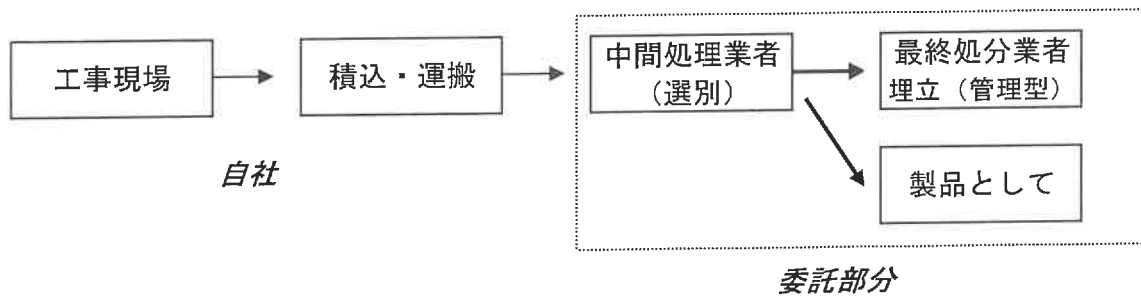 工事現場
積込・運搬
中間処理業者
(選別)
最終処分業者
埋立(管理型)
製品として
自社
委託部分